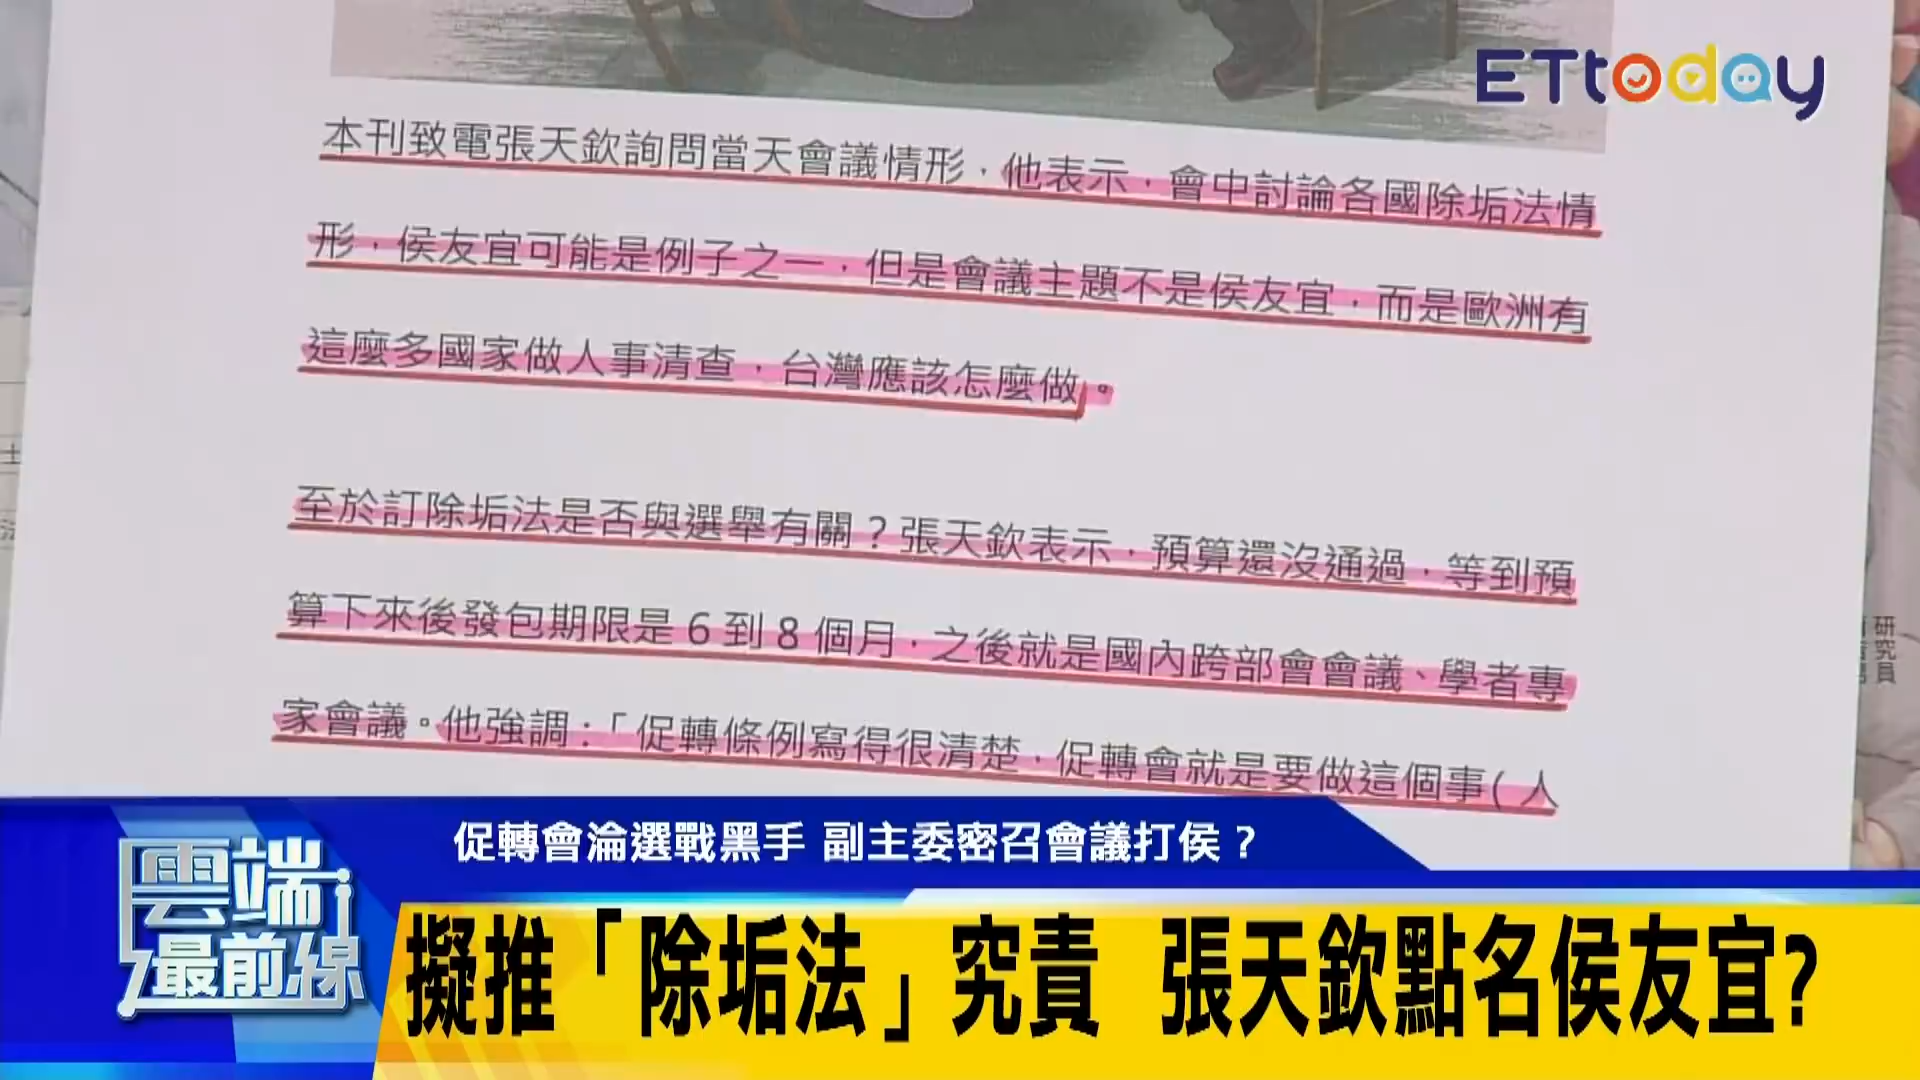 ETtoday
本刊致電張天欽詢問當天會議情形，他表示，會中討論各國除垢法情
形，侯友宜可能是例子之一，但是會議主題不是侯友宜，而是歐洲有
這麼多國家做人事清查，台灣應該怎麼做。
至於訂除垢法是否與選舉有關？張天欽表示，預算還沒通過，等到預
算下來後發包期限是 6 到 8 個月，之後就是國內跨部會會議、學者專
家會議。他強調：「促轉條例寫得很清楚，促轉會就是要做這個事（人
研究員
促轉會淪選戰黑手 副主委密召會議打侯？
雲端
最前線
擬推「除垢法」究責 張天欽點名侯友宜？